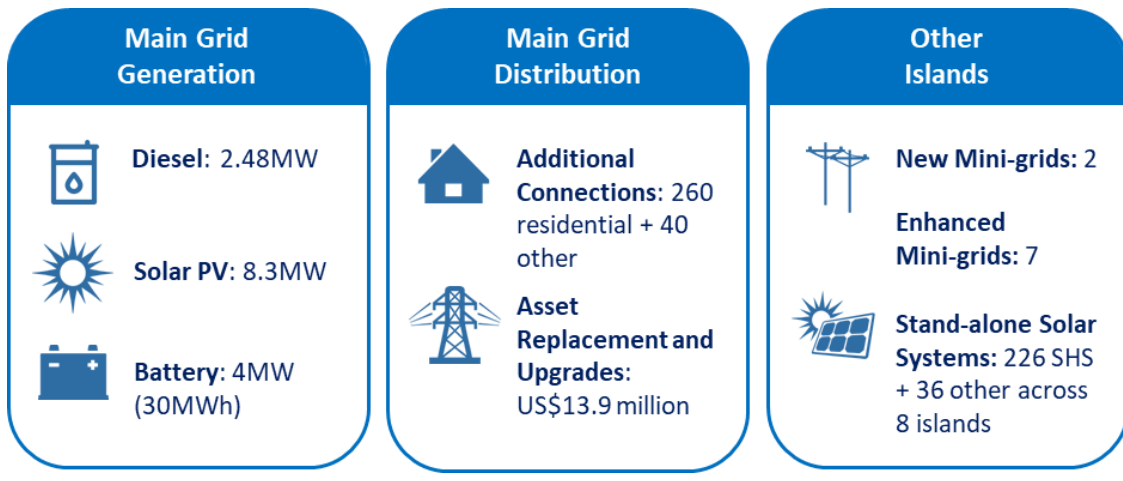 Main Grid
Generation
Diesel: 2.48MW
Solar PV: 8.3MW
Battery: 4MW
(30MWh)
Main Grid
Distribution
Additional
Connections: 260
residential + 40
other
Asset
Replacement and
Upgrades:
US$13.9 million
Other
Islands
New Mini-grids: 2
Enhanced
Mini-grids: 7
Stand-alone Solar
Systems: 226 SHS
+ 36 other across
8 islands